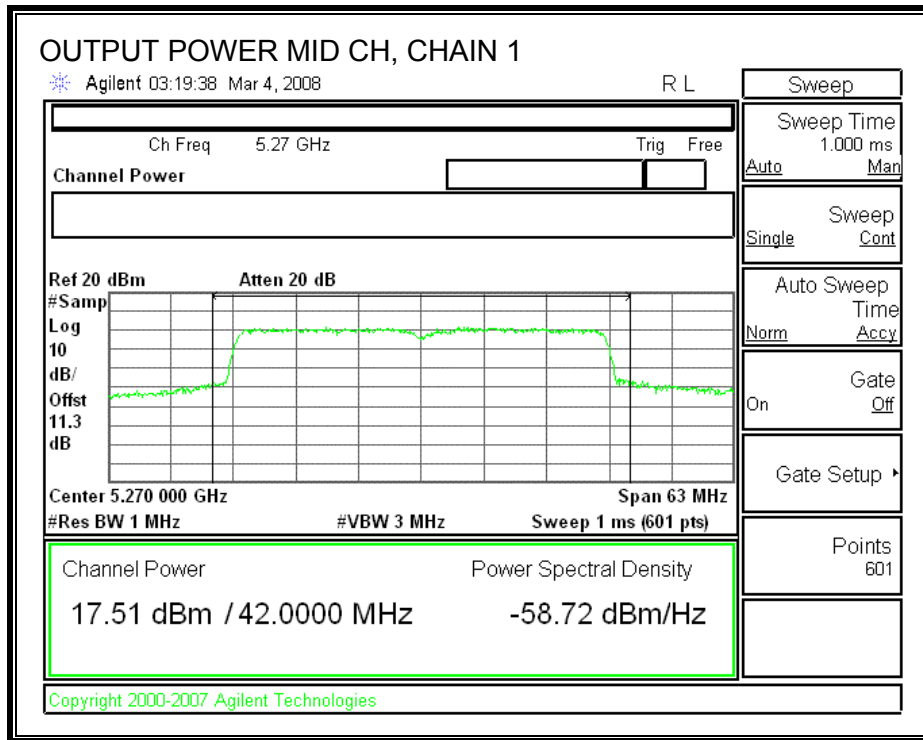 OUTPUT POWER MID CH, CHAIN 1
Agilent 03:19:38 Mar 4, 2008 R L
Ch Freq 5.27 GHz Trig Free
Channel Power
Ref 20 dBm Atten 20 dB
#Samp
Log
10
dB/
Offst
11.3
dB
Center 5.270 000 GHz Span 63 MHz
#Res BW 1 MHz #VBW 3 MHz Sweep 1 ms (601 pts)
Channel Power Power Spectral Density
17.51 dBm / 42.0000 MHz -58.72 dBm/Hz
Copyright 2000-2007 Agilent Technologies
Sweep
Sweep Time
1.000 ms
Auto Man
Sweep
Single Cont
Auto Sweep
Time
Norm Accy
Gate
On Off
Gate Setup
Points
601